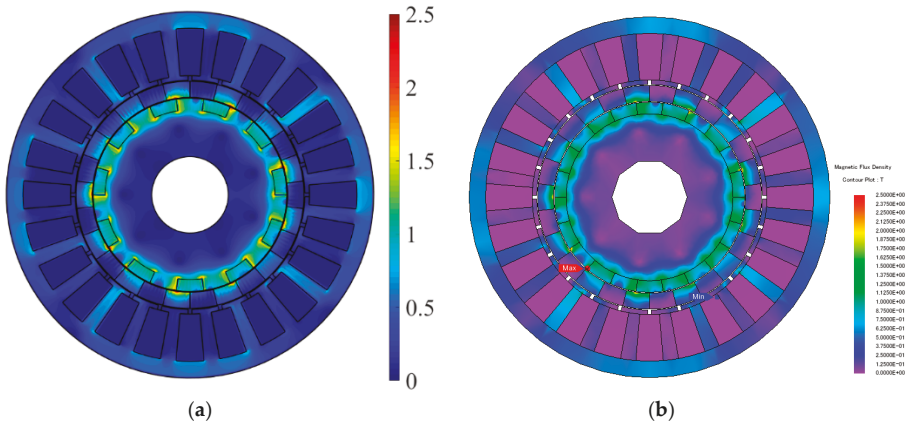 2.5
2
1.5
1
0.5
0
(a)
Max
Min
Magnetic Flux Density
Contour Plot : T
2.5000E+00
2.3750E+00
2.2500E+00
2.1250E+00
2.0000E+00
1.8750E+00
1.7500E+00
1.6250E+00
1.5000E+00
1.3750E+00
1.2500E+00
1.1250E+00
1.0000E+00
8.7500E-01
7.5000E-01
6.2500E-01
5.0000E-01
3.7500E-01
2.5000E-01
1.2500E-01
0.0000E+00
(b)